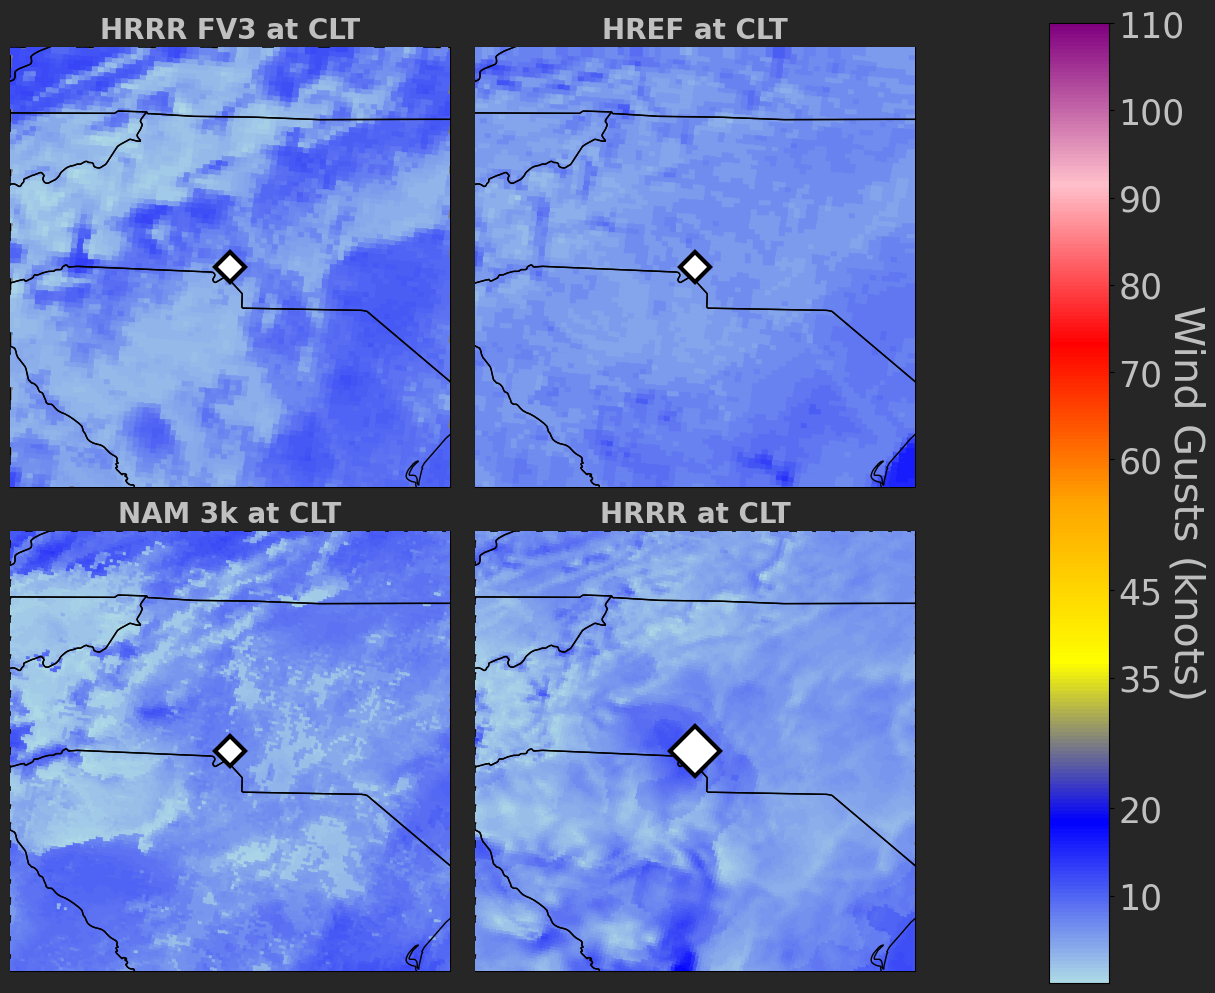 HRRR FV3 at CLT
HREF at CLT
NAM 3k at CLT
HRRR at CLT
110
100
90
80
70
60
45
35
20
10
Wind Gusts (knots)